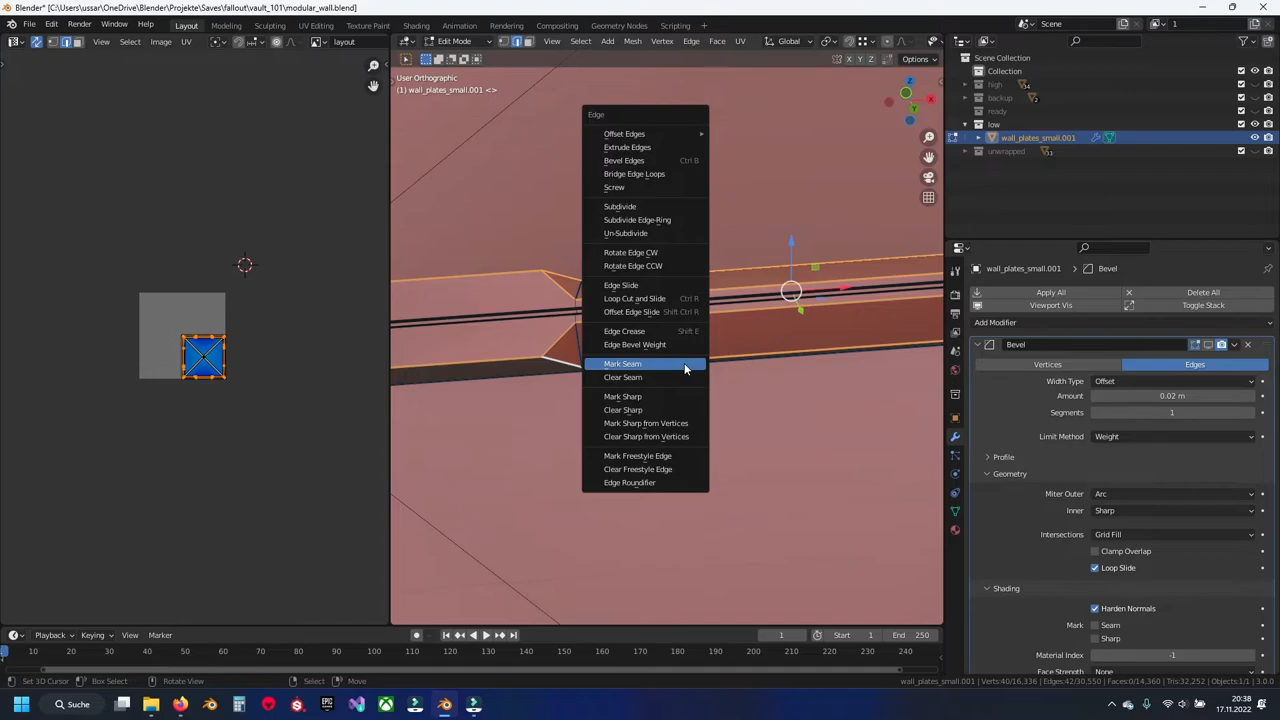 Blender* [C:\Users\ussar\OneDrive\Blender\Projekte\Saves\fallout\vault_101\modular_wall.blend]
File Edit Render Window Help
Layout Modeling Sculpting UV Editing Texture Paint Shading Animation Rendering Compositing Geometry Nodes Scripting +
Scene
1
View Select Image UV
layout
Edit Mode
View Select Add Mesh Vertex Edge Face UV
Global
X Y Z
Options
User Orthographic
(1) wall_plates_small.001 <>
Z
X
Y
Edge
Offset Edges
Extrude Edges
Bevel Edges Ctrl B
Bridge Edge Loops
Screw
Subdivide
Subdivide Edge-Ring
Un-Subdivide
Rotate Edge CW
Rotate Edge CCW
Edge Slide
Loop Cut and Slide Ctrl R
Offset Edge Slide Shift Ctrl R
Edge Crease Shift E
Edge Bevel Weight
Mark Seam
Clear Seam
Mark Sharp
Clear Sharp
Mark Sharp from Vertices
Clear Sharp from Vertices
Mark Freestyle Edge
Clear Freestyle Edge
Edge Roundifier
Scene Collection
Collection
high
backup
ready
low
wall_plates_small.001
unwrapped
wall_plates_small.001 > Bevel
Apply All Delete All
Viewport Vis Toggle Stack
Add Modifier
Bevel
Vertices Edges
Width Type Offset
Amount 0.02 m
Segments 1
Limit Method Weight
Profile
Geometry
Miter Outer Arc
Inner Sharp
Intersections Grid Fill
Clamp Overlap
Loop Slide
Shading
Harden Normals
Mark Seam
Sharp
Material Index -1
Face Strength None
Playback Keying View Marker
1 Start 1 End 250
10 20 30 40 50 60 70 80 90 100 110 120 130 140 150 160 170 180 190 200 210 220 230 240
Set 3D Cursor Box Select Rotate View Select Move
wall_plates_small.001 | Verts:40/16,336 | Edges:42/30,550 | Faces:0/14,360 | Tris:32,252 | Objects:1/1 | 3.0.0
Suche
EPIC
20:38
17.11.2022